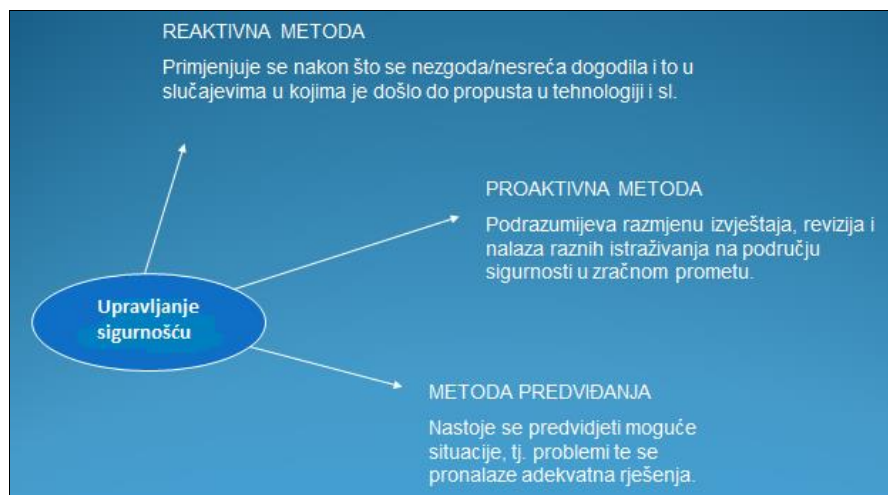 REAKTIVNA METODA
Primjenjuje se nakon što se nezgoda/nesreća dogodila i to u
slučajevima u kojima je došlo do propusta u tehnologiji i sl.
PROAKTIVNA METODA
Podrazumijeva razmjenu izvještaja, revizija i
nalaza raznih istraživanja na području
sigurnosti u zračnom prometu.
Upravljanje
sigurnošću
METODA PREDVIĐANJA
Nastoje se predvidjeti moguće
situacije, tj. problemi te se
pronalaze adekvatna rješenja.